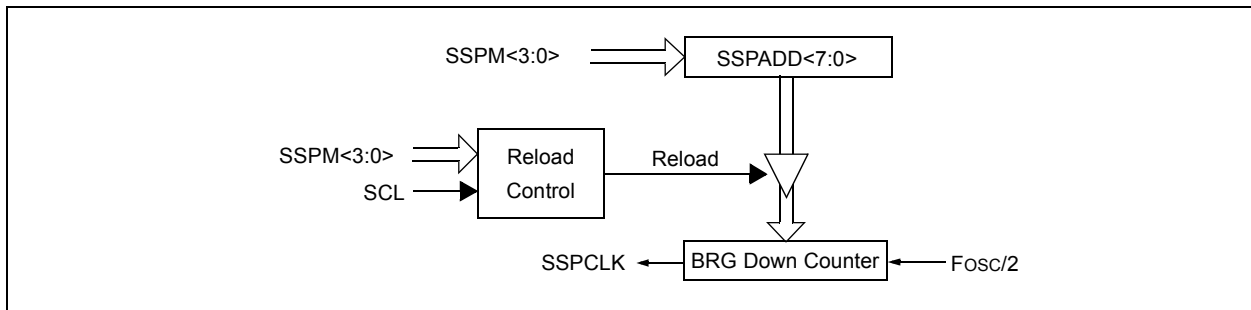 SSPM<3:0>
SSPADD<7:0>
SSPM<3:0>
SCL
Reload
Control
Reload
SSPCLK
BRG Down Counter
FOSC/2